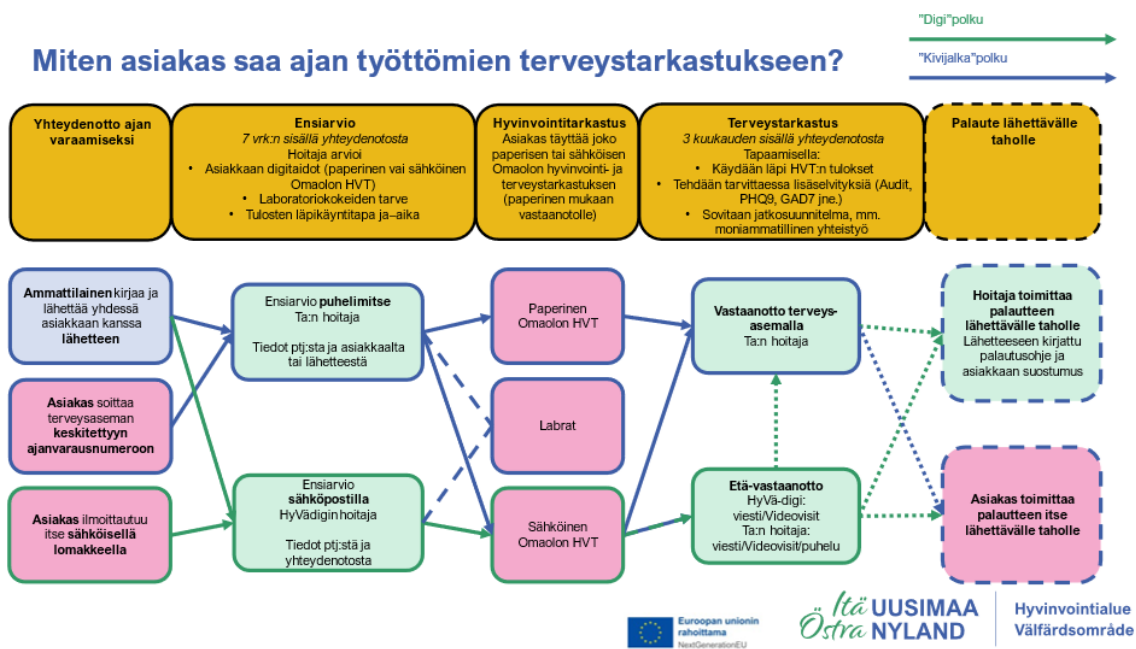 "Digi"polku
Miten asiakas saa ajan työttömien terveystarkastukseen?
"Kivijalka"polku
Yhteydenotto ajan
varaamiseksi
Ensiarvio
7 vrk:n sisällä yhteydenotosta
Hoitaja arvioi
• Asiakkaan digitaidot (paperinen vai sähköinen
Omaolon HVT)
• Laboratoriokokeiden tarve
• Tulosten läpikäyntitapa ja–aika
Hyvinvointitarkastus
Asiakas täyttää joko
paperisen tai sähköisen
Omaolon hyvinvointi- ja
terveystarkastuksen
(paperinen mukaan
vastaanotolle)
Terveystarkastus
3 kuukauden sisällä yhteydenotosta
Tapaamisella:
• Käydään läpi HVT:n tulokset
• Tehdään tarvittaessa lisäselvityksiä (Audit,
PHQ9, GAD7 jne.)
• Sovitaan jatkosuunnitelma, mm.
moniammatillinen yhteistyö
Palaute lähettävälle
taholle
Ammattilainen kirjaa ja
lähettää yhdessä
asiakkaan kanssa
lähetteen
Asiakas soittaa
terveysaseman
keskitettyyn
ajanvarausnumeroon
Asiakas ilmoittautuu
itse sähköisellä
lomakkeella
Ensiarvio puhelimitse
Ta:n hoitaja
Tiedot ptj:sta ja asiakkaalta
tai lähetteestä
Ensiarvio
sähköpostilla
HyVädigin hoitaja
Tiedot ptj:stä ja
yhteydenotosta
Paperinen
Omaolon HVT
Labrat
Sähköinen
Omaolon HVT
Vastaanotto terveys-
asemalla
Ta:n hoitaja
Etä-vastaanotto
HyVä-digi:
viesti/Videovisit
Ta:n hoitaja:
viesti/Videovisit/puhelu
Hoitaja toimittaa
palautteen
lähettävälle taholle
Lähetteeseen kirjattu
palautusohje ja
asiakkaan suostumus
Asiakas toimittaa
palautteen itse
lähettävälle taholle
Euroopan unionin
rahoittama
NextGenerationEU
Itä UUSIMAA
Östra NYLAND
Hyvinvointialue
Välfärdsområde